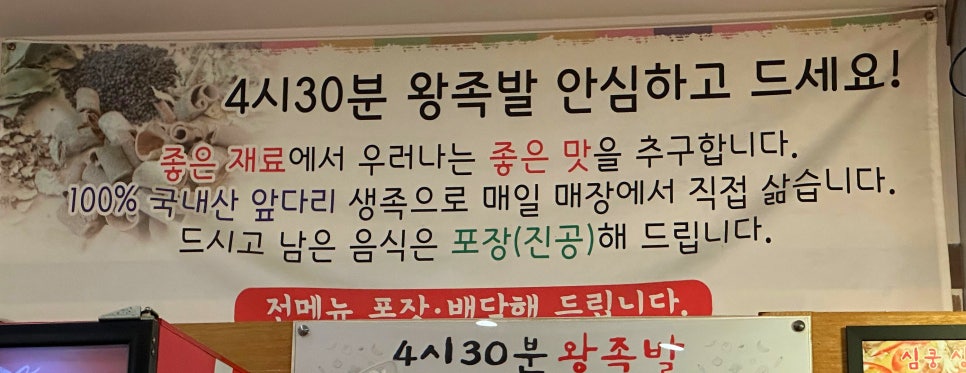 4시30분 왕족발 안심하고 드세요!
좋은 재료에서 우러나는 좋은 맛을 추구합니다.
100% 국내산 앞다리 생족으로 매일 매장에서 직접 삶습니다.
드시고 남은 음식은 포장(진공)해 드립니다.
전메뉴 포장·배달해 드립니다.
4시30분 왕족발
심쿵